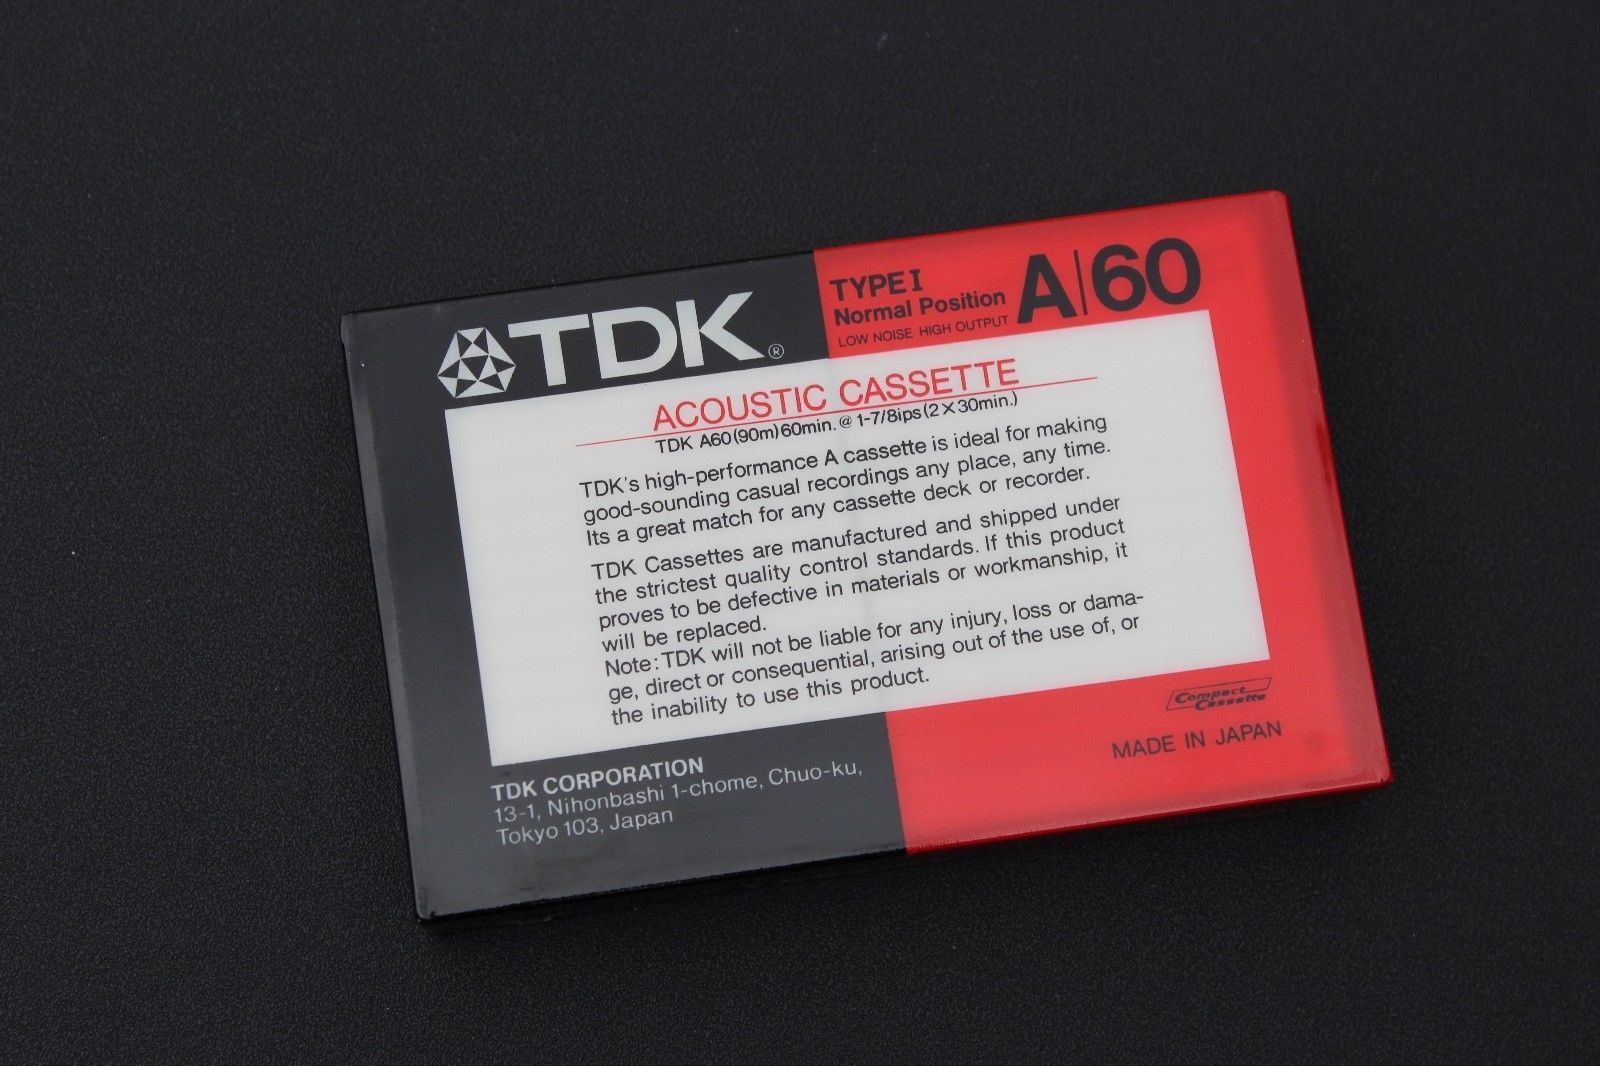 TDK®
TYPE I
Normal Position
LOW NOISE HIGH OUTPUT
A|60
ACOUSTIC CASSETTE
TDK A60(90m)60min.@1-7/8ips(2×30min.)
TDK's high-performance A cassette is ideal for making
good-sounding casual recordings any place, any time.
Its a great match for any cassette deck or recorder.
TDK Cassettes are manufactured and shipped under
the strictest quality control standards. If this product
proves to be defective in materials or workmanship, it
will be replaced.
Note: TDK will not be liable for any injury, loss or dama-
ge, direct or consequential, arising out of the use of, or
the inability to use this product.
Compact
Cassette
MADE IN JAPAN
TDK CORPORATION
13-1, Nihonbashi 1-chome, Chuo-ku,
Tokyo 103, Japan